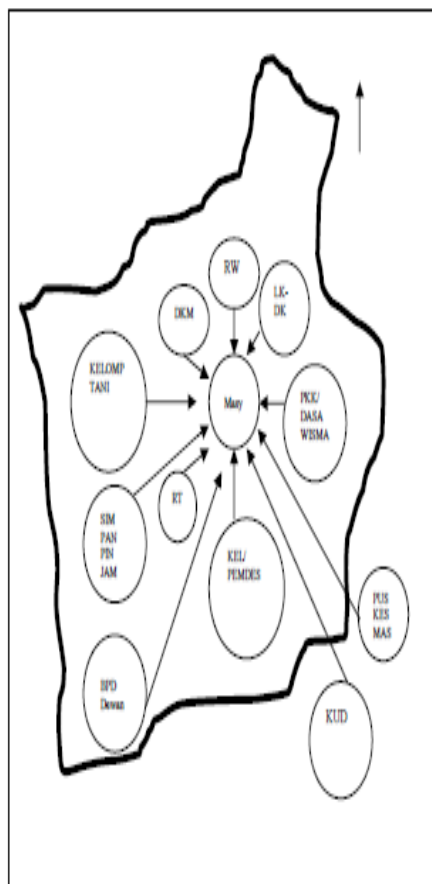 RW
LK-
DK
DKM
KELOMP
TANI
Masy
PKK/
DASA
WISMA
RT
SIM
PAN
PIN
JAM
KEL/
PEMDES
PUS
KES
MAS
BPD
Dewan
KUD